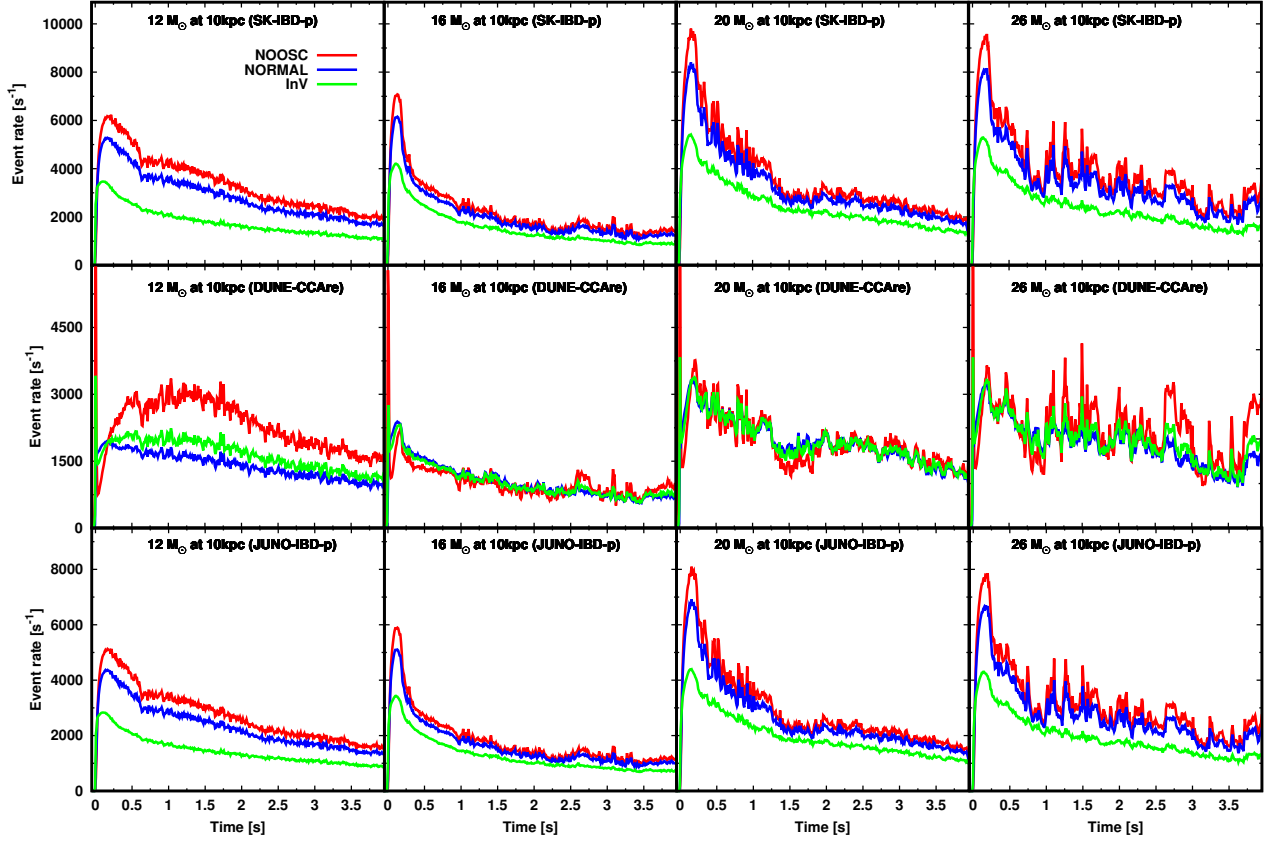 12 M⊙ at 10kpc (SK-IBD-p)
16 M⊙ at 10kpc (SK-IBD-p)
20 M⊙ at 10kpc (SK-IBD-p)
26 M⊙ at 10kpc (SK-IBD-p)
NOOSC
NORMAL
InV
Event rate [s⁻¹]
10000
8000
6000
4000
2000
0
12 M⊙ at 10kpc (DUNE-CCAre)
16 M⊙ at 10kpc (DUNE-CCAre)
20 M⊙ at 10kpc (DUNE-CCAre)
26 M⊙ at 10kpc (DUNE-CCAre)
Event rate [s⁻¹]
4500
3000
1500
0
12 M⊙ at 10kpc (JUNO-IBD-p)
16 M⊙ at 10kpc (JUNO-IBD-p)
20 M⊙ at 10kpc (JUNO-IBD-p)
26 M⊙ at 10kpc (JUNO-IBD-p)
Event rate [s⁻¹]
8000
6000
4000
2000
0
0 0.5 1 1.5 2 2.5 3 3.5 0 0.5 1 1.5 2 2.5 3 3.5 0 0.5 1 1.5 2 2.5 3 3.5 0 0.5 1 1.5 2 2.5 3 3.5
Time [s] Time [s] Time [s] Time [s]